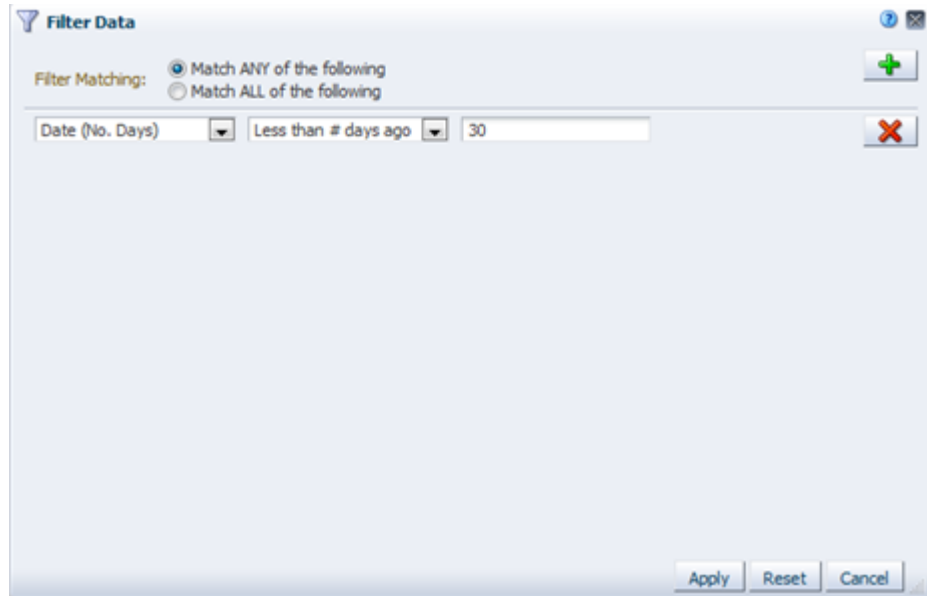 Filter Data
Filter Matching:
Match ANY of the following
Match ALL of the following
Date (No. Days) Less than # days ago 30
Apply Reset Cancel